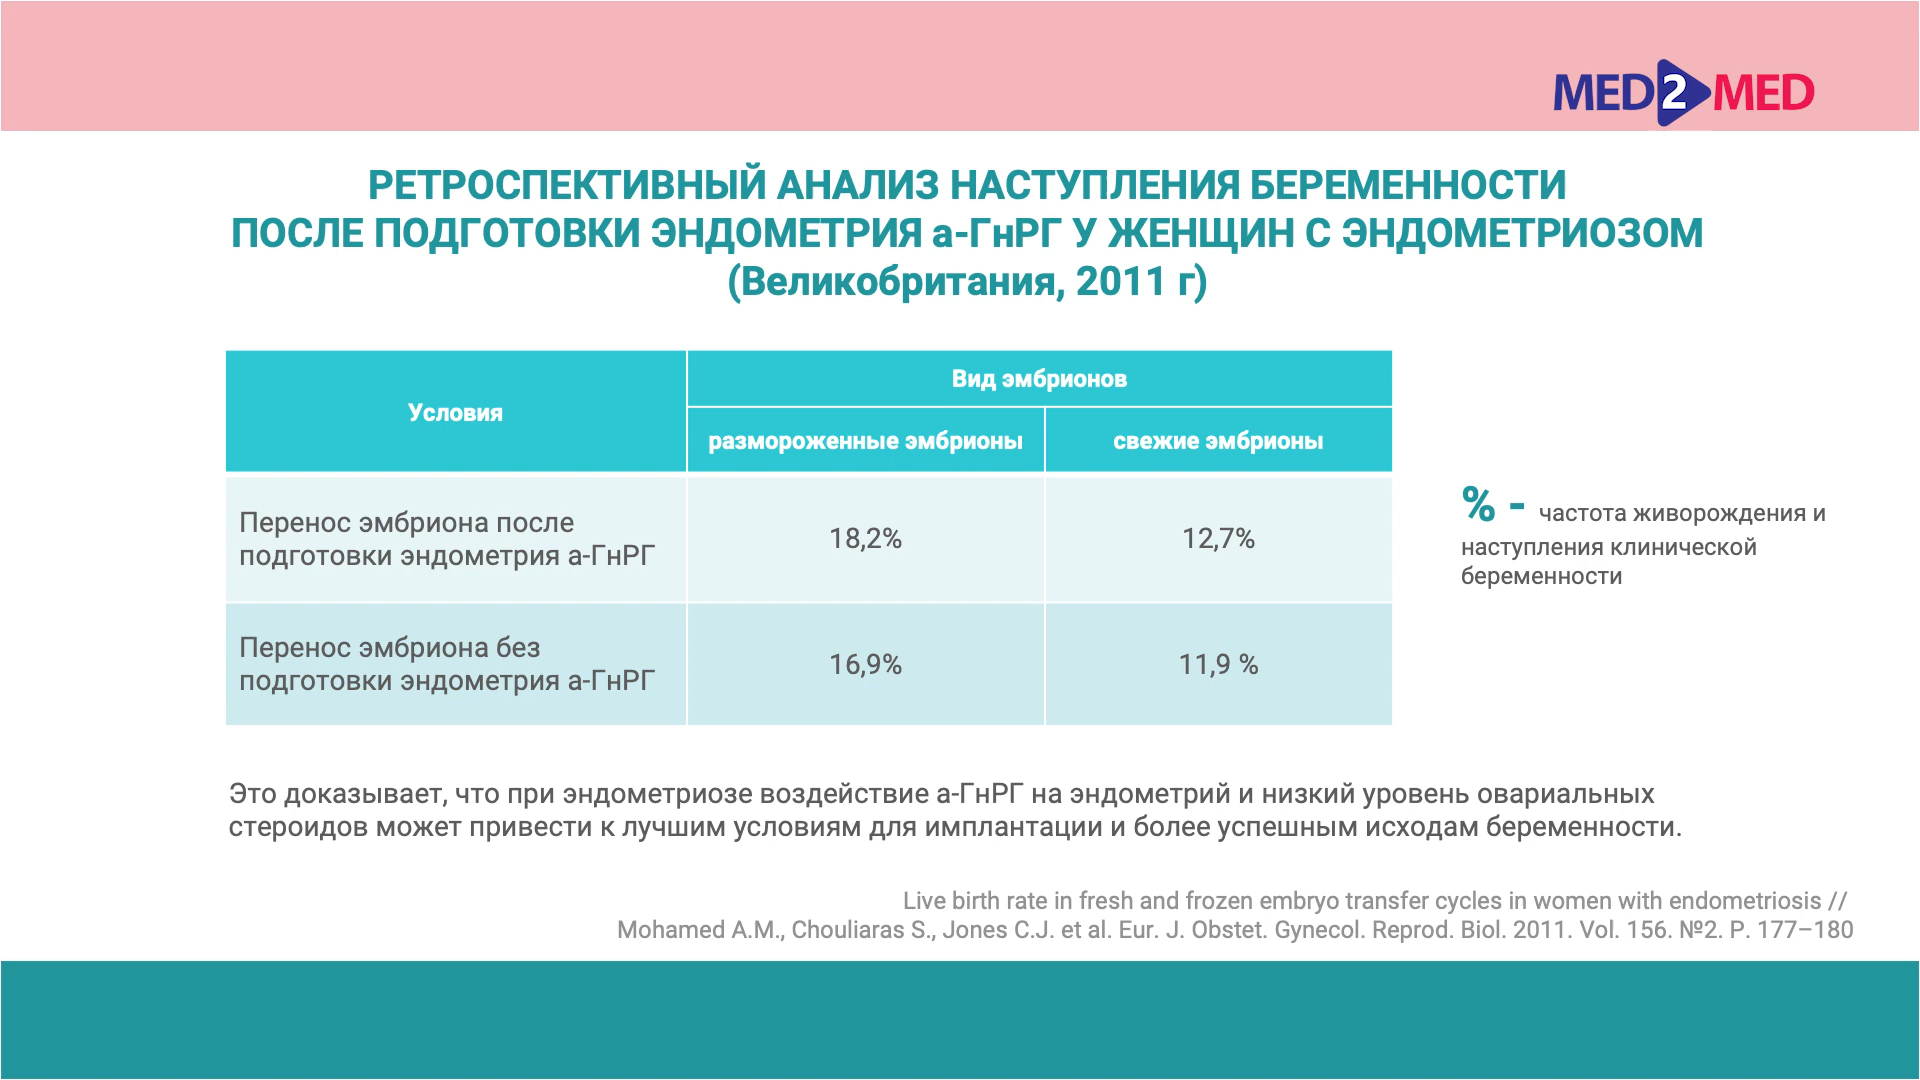 MED2MED
РЕТРОСПЕКТИВНЫЙ АНАЛИЗ НАСТУПЛЕНИЯ БЕРЕМЕННОСТИ
ПОСЛЕ ПОДГОТОВКИ ЭНДОМЕТРИЯ а-ГнРГ У ЖЕНЩИН С ЭНДОМЕТРИОЗОМ
(Великобритания, 2011 г)
Условия
Вид эмбрионов
размороженные эмбрионы
свежие эмбрионы
Перенос эмбриона после
подготовки эндометрия а-ГнРГ
18,2%
12,7%
Перенос эмбриона без
подготовки эндометрия а-ГнРГ
16,9%
11,9 %
% - частота живорождения и
наступления клинической
беременности
Это доказывает, что при эндометриозе воздействие а-ГнРГ на эндометрий и низкий уровень овариальных
стероидов может привести к лучшим условиям для имплантации и более успешным исходам беременности.
Live birth rate in fresh and frozen embryo transfer cycles in women with endometriosis //
Mohamed A.M., Chouliaras S., Jones C.J. et al. Eur. J. Obstet. Gynecol. Reprod. Biol. 2011. Vol. 156. №2. P. 177–180